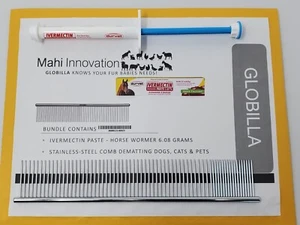 IVERMECTIN
Mahi Innovation
GLOBILLA KNOWS YOUR FUR BABIES NEEDS!
GLOBILLA
IVERMECTIN
BUNDLE CONTAINS
• IVERMECTIN PASTE - HORSE WORMER 6.08 GRAMS
• STAINLESS-STEEL COMB DEMATTING DOGS, CATS & PETS